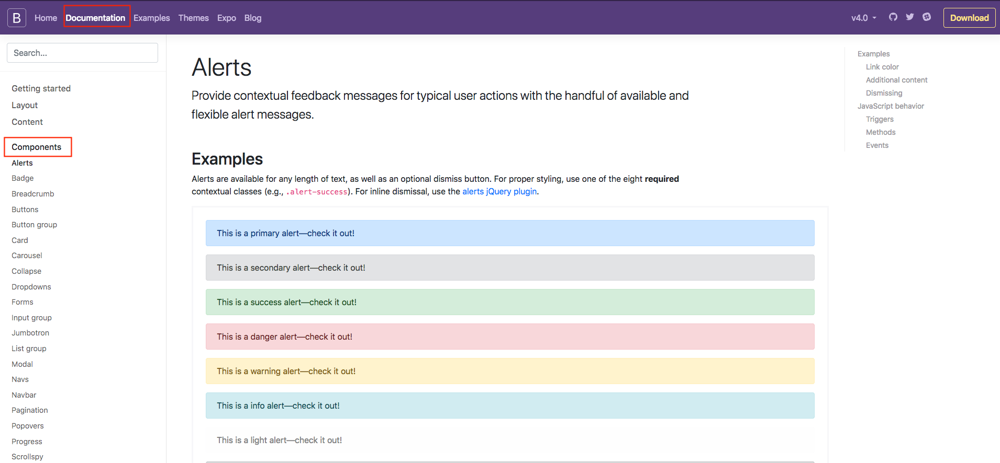 B Home Documentation Examples Themes Expo Blog v4.0 Download
Search...
Getting started
Layout
Content
Components
Alerts
Badge
Breadcrumb
Buttons
Button group
Card
Carousel
Collapse
Dropdowns
Forms
Input group
Jumbotron
List group
Modal
Navs
Navbar
Pagination
Popovers
Progress
Scrollspy
Alerts
Provide contextual feedback messages for typical user actions with the handful of available and
flexible alert messages.
Examples
Alerts are available for any length of text, as well as an optional dismiss button. For proper styling, use one of the eight required
contextual classes (e.g., .alert-success). For inline dismissal, use the alerts jQuery plugin.
This is a primary alert—check it out!
This is a secondary alert—check it out!
This is a success alert—check it out!
This is a danger alert—check it out!
This is a warning alert—check it out!
This is a info alert—check it out!
This is a light alert—check it out!
Examples
Link color
Additional content
Dismissing
JavaScript behavior
Triggers
Methods
Events